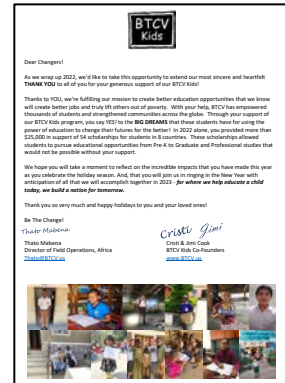 BTCV
Kids
Dear Changers!
As we wrap up 2022, we'd like to take this opportunity to extend our most sincere and heartfelt
THANK YOU to all of you for your generous support of our BTCV Kids!
Thanks to YOU, we're fulfilling our mission to create better education opportunities that we know
will create better jobs and truly lift others out of poverty. With your help, BTCV has empowered
thousands of students and strengthened communities across the globe. Through your support of
our BTCV Kids program, you say YES! to the BIG DREAMS that these students have for using the
power of education to change their futures for the better! In 2022 alone, you provided more than
$25,000 in support of 54 scholarships for students in 8 countries. These scholarships allowed
students to pursue educational opportunities from Pre-K to Graduate and Professional studies that
would not be possible without your support.
We hope you will take a moment to reflect on the incredible impacts that you have made this year
as you celebrate the holiday season. And, that you will join us in ringing in the New Year with
anticipation of all that we will accomplish together in 2023 - for where we help educate a child
today, we build a nation for tomorrow.
Thank you so very much and happy holidays to you and your loved ones!
Be The Change!
Thato Mabena Cristi Jimi
Thato Mabena Cristi & Jimi Cook
Director of Field Operations, Africa BTCV Kids Co-Founders
Thato@BTCV.us www.BTCV.us